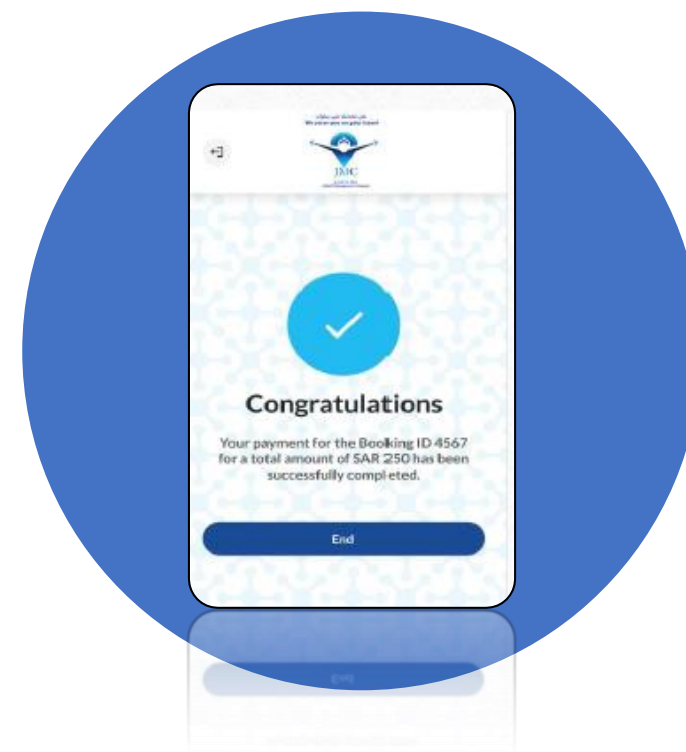 JMC
Congratulations
Your payment for the Booking ID 4567
for a total amount of SAR 250 has been
successfully completed.
End